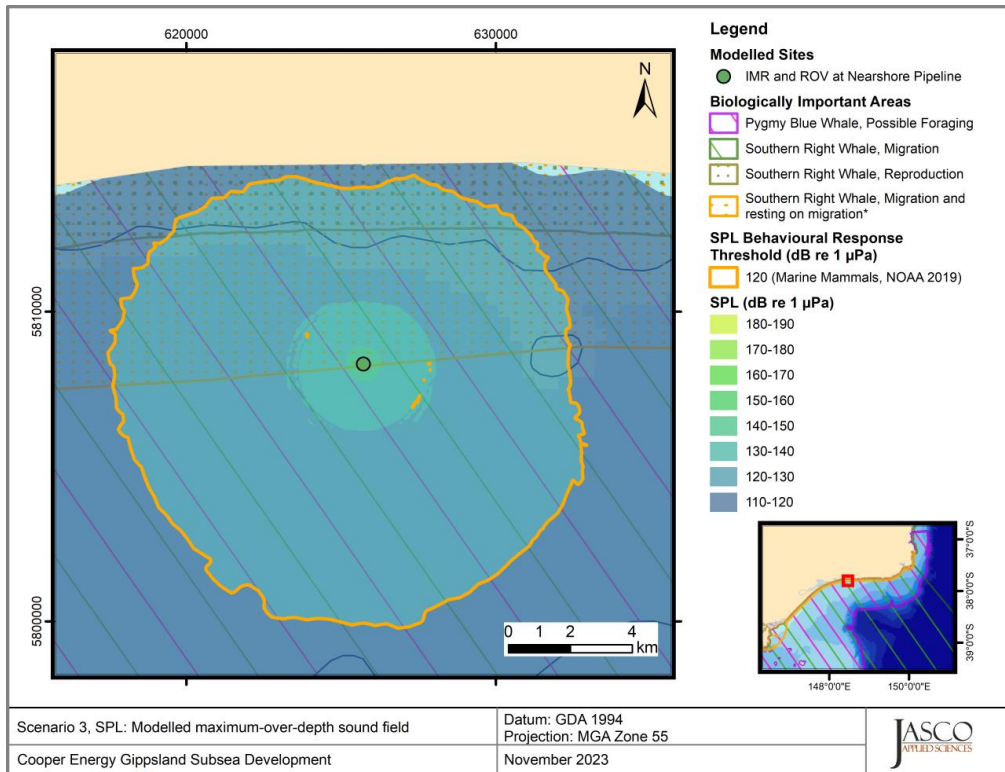 620000
630000
N
5810000
5800000
0 1 2 4
km
Legend
Modelled Sites
IMR and ROV at Nearshore Pipeline
Biologically Important Areas
Pygmy Blue Whale, Possible Foraging
Southern Right Whale, Migration
Southern Right Whale, Reproduction
Southern Right Whale, Migration and
resting on migration*
SPL Behavioural Response
Threshold (dB re 1 µPa)
120 (Marine Mammals, NOAA 2019)
SPL (dB re 1 µPa)
180-190
170-180
160-170
150-160
140-150
130-140
120-130
110-120
37°0'0"S
38°0'0"S
39°0'0"S
148°0'0"E
150°0'0"E
Scenario 3, SPL: Modelled maximum-over-depth sound field
Cooper Energy Gippsland Subsea Development
Datum: GDA 1994
Projection: MGA Zone 55
November 2023
JASCO
APPLIED SCIENCES